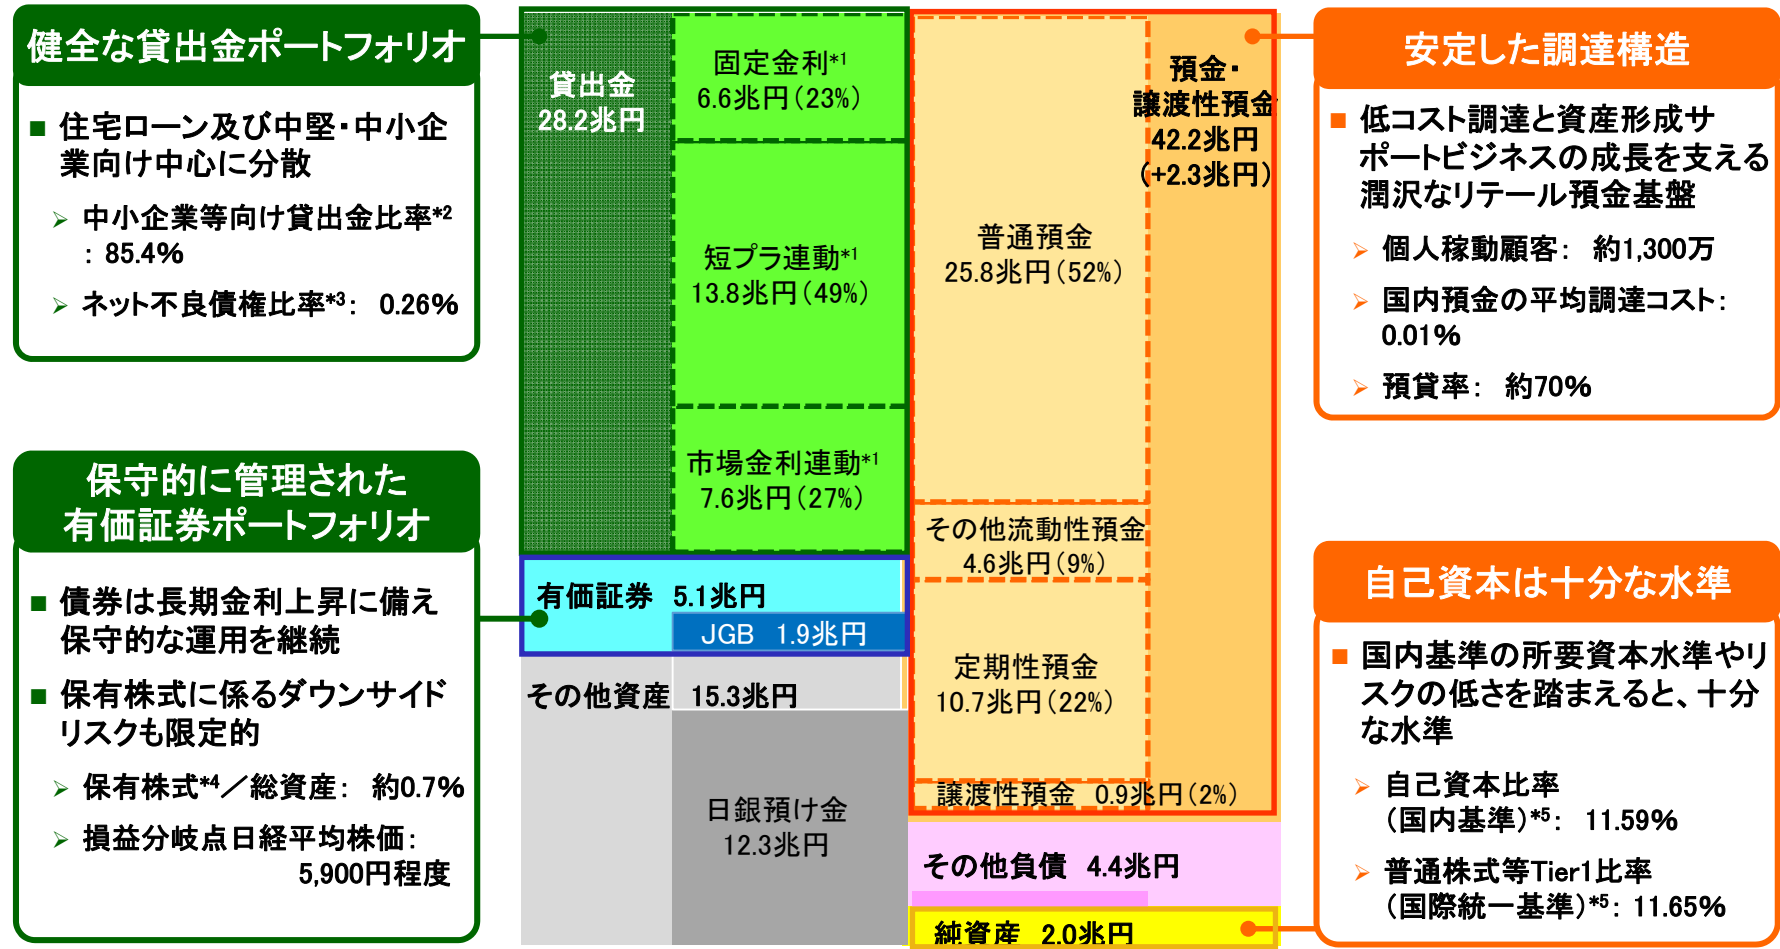 健全な貸出金ポートフォリオ
■ 住宅ローン及び中堅・中小企
業向け中心に分散
➢ 中小企業等向け貸出金比率*2
：85.4%
➢ ネット不良債権比率*3： 0.26%
保守的に管理された
有価証券ポートフォリオ
■ 債券は長期金利上昇に備え
保守的な運用を継続
■ 保有株式に係るダウンサイド
リスクも限定的
➢ 保有株式*4／総資産： 約0.7%
➢ 損益分岐点日経平均株価：
5,900円程度
貸出金
28.2兆円
固定金利*1
6.6兆円(23%)
短プラ連動*1
13.8兆円(49%)
市場金利連動*1
7.6兆円(27%)
有価証券 5.1兆円
JGB 1.9兆円
その他資産 15.3兆円
日銀預け金
12.3兆円
預金・
譲渡性預金
42.2兆円
(+2.3兆円)
普通預金
25.8兆円(52%)
その他流動性預金
4.6兆円(9%)
定期性預金
10.7兆円(22%)
譲渡性預金 0.9兆円(2%)
その他負債 4.4兆円
純資産 2.0兆円
安定した調達構造
■ 低コスト調達と資産形成サ
ポートビジネスの成長を支える
潤沢なリテール預金基盤
➢ 個人稼動顧客： 約1,300万
➢ 国内預金の平均調達コスト：
0.01%
➢ 預貸率： 約70%
自己資本は十分な水準
■ 国内基準の所要資本水準やリ
スクの低さを踏まえると、十分
な水準
➢ 自己資本比率
(国内基準)*5： 11.59%
➢ 普通株式等Tier1比率
(国際統一基準)*5：11.65%